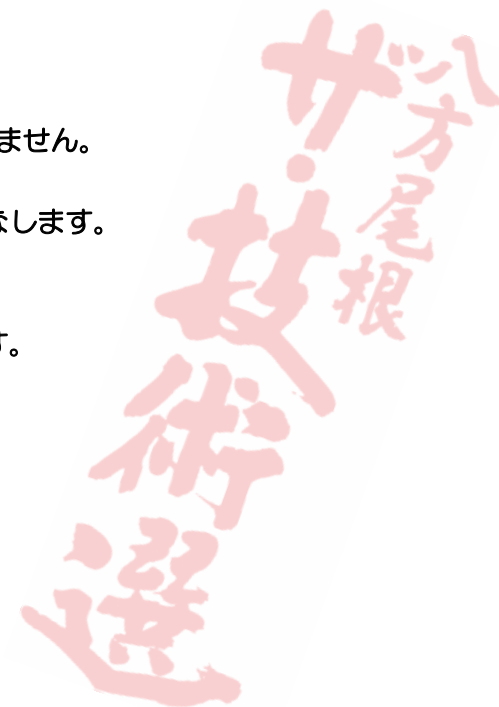 ません。
なします。
す。
八方尾根
ザ・技術選